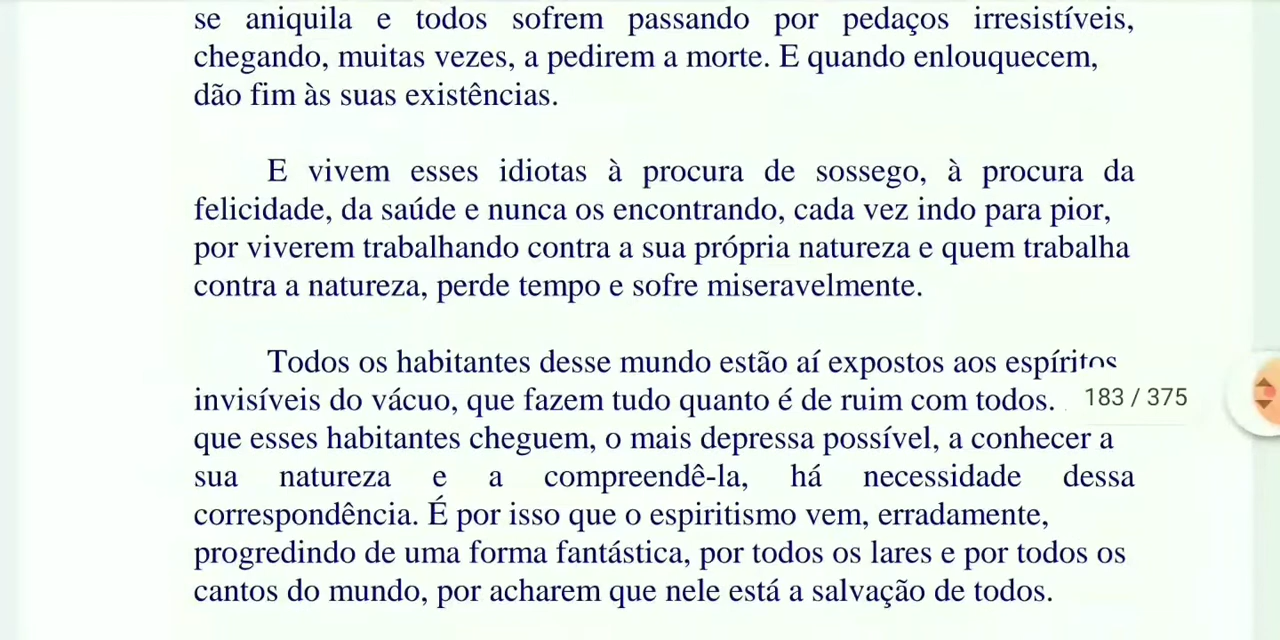 se aniquila e todos sofrem passando por pedaços irresistíveis,
chegando, muitas vezes, a pedirem a morte. E quando enlouquecem,
dão fim às suas existências.
E vivem esses idiotas à procura de sossego, à procura da
felicidade, da saúde e nunca os encontrando, cada vez indo para pior,
por viverem trabalhando contra a sua própria natureza e quem trabalha
contra a natureza, perde tempo e sofre miseravelmente.
Todos os habitantes desse mundo estão aí expostos aos espíritos
invisíveis do vácuo, que fazem tudo quanto é de ruim com todos.
183 / 375
que esses habitantes cheguem, o mais depressa possível, a conhecer a
sua natureza e a compreendê-la, há necessidade dessa
correspondência. É por isso que o espiritismo vem, erradamente,
progredindo de uma forma fantástica, por todos os lares e por todos os
cantos do mundo, por acharem que nele está a salvação de todos.